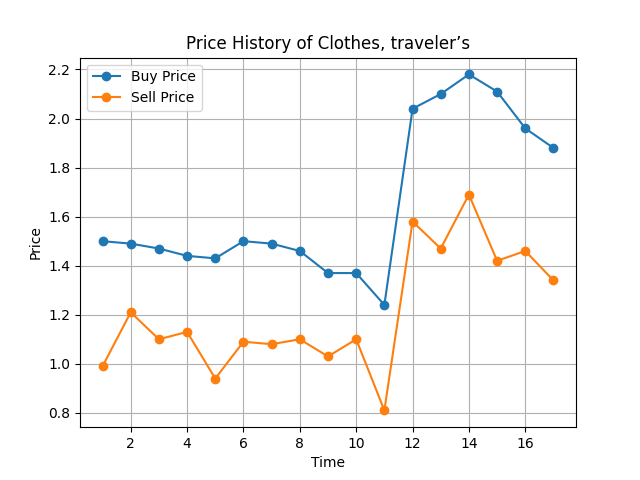 Price History of Clothes, traveler’s
Buy Price
Sell Price
Price
2.2
2.0
1.8
1.6
1.4
1.2
1.0
0.8
2 4 6 8 10 12 14 16
Time